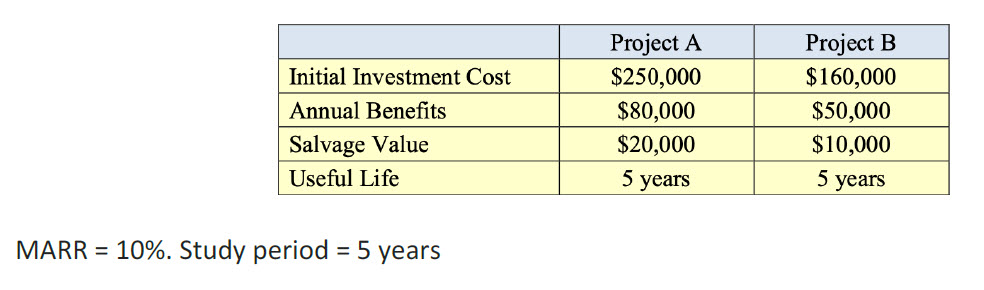 Project A Project B
Initial Investment Cost $250,000 $160,000
Annual Benefits $80,000 $50,000
Salvage Value $20,000 $10,000
Useful Life 5 years 5 years
MARR = 10%. Study period = 5 years